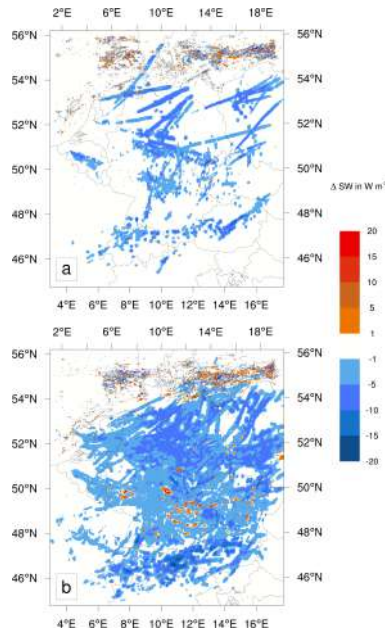 2°E 6°E 10°E 12°E 14°E 18°E
56°N 56°N
54°N 54°N
52°N 52°N
50°N 50°N
48°N 48°N
46°N 46°N
a
4°E 6°E 8°E 10°E 12°E 14°E 16°E
Δ SW in W m
20
15
10
5
1
-1
-5
-10
-15
-20
2°E 6°E 10°E 12°E 14°E 18°E
56°N 56°N
54°N 54°N
52°N 52°N
50°N 50°N
48°N 48°N
46°N 46°N
b
4°E 6°E 8°E 10°E 12°E 14°E 16°E